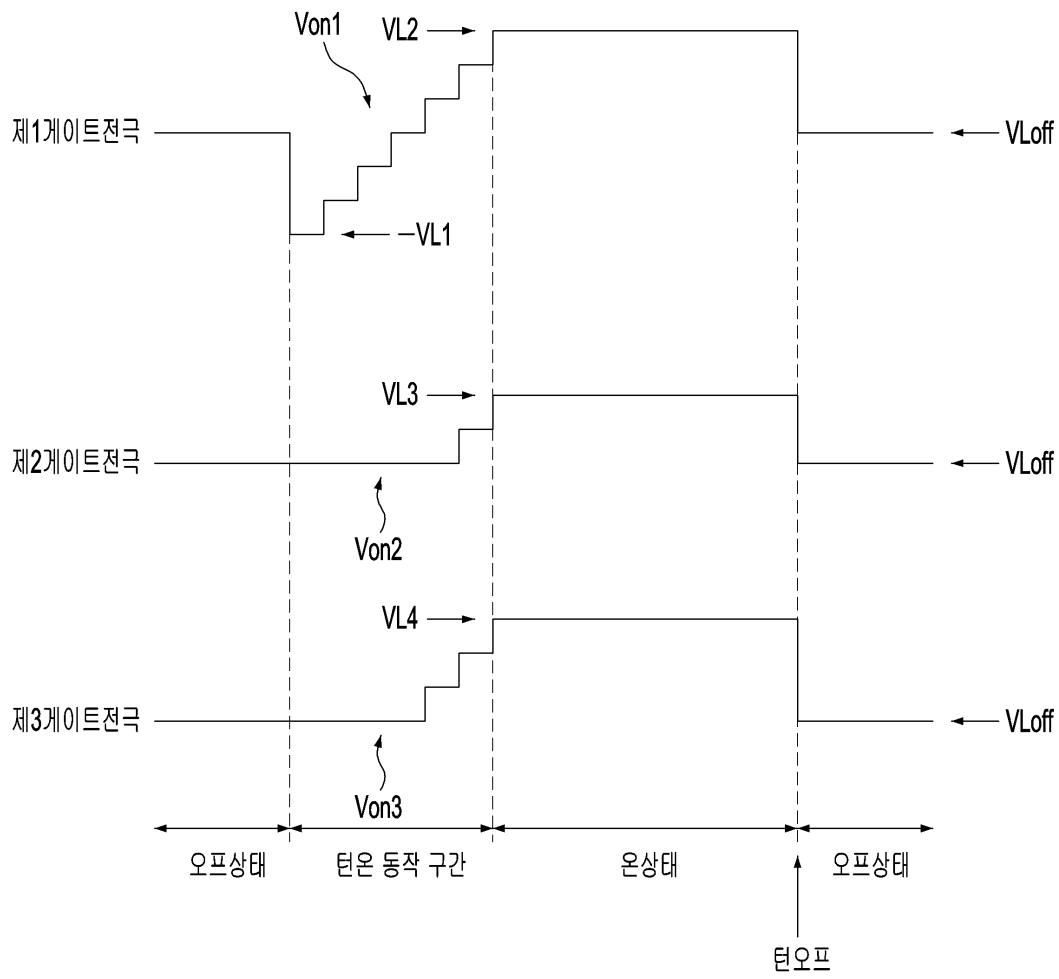 Von1
VL2
제1게이트전극
VLoff
-VL1
VL3
제2게이트전극
VLoff
Von2
VL4
제3게이트전극
VLoff
Von3
오프상태
턴온 동작 구간
온상태
오프상태
턴오프